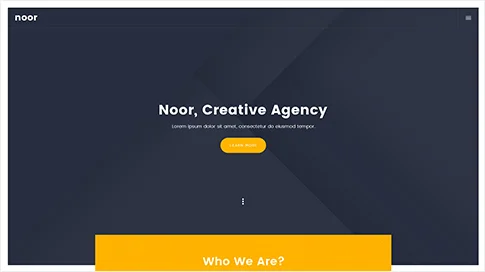 noor
Noor, Creative Agency
Lorem ipsum dolor sit amet, consectetur do eiusmod tempor.
LEARN MORE
Who We Are?